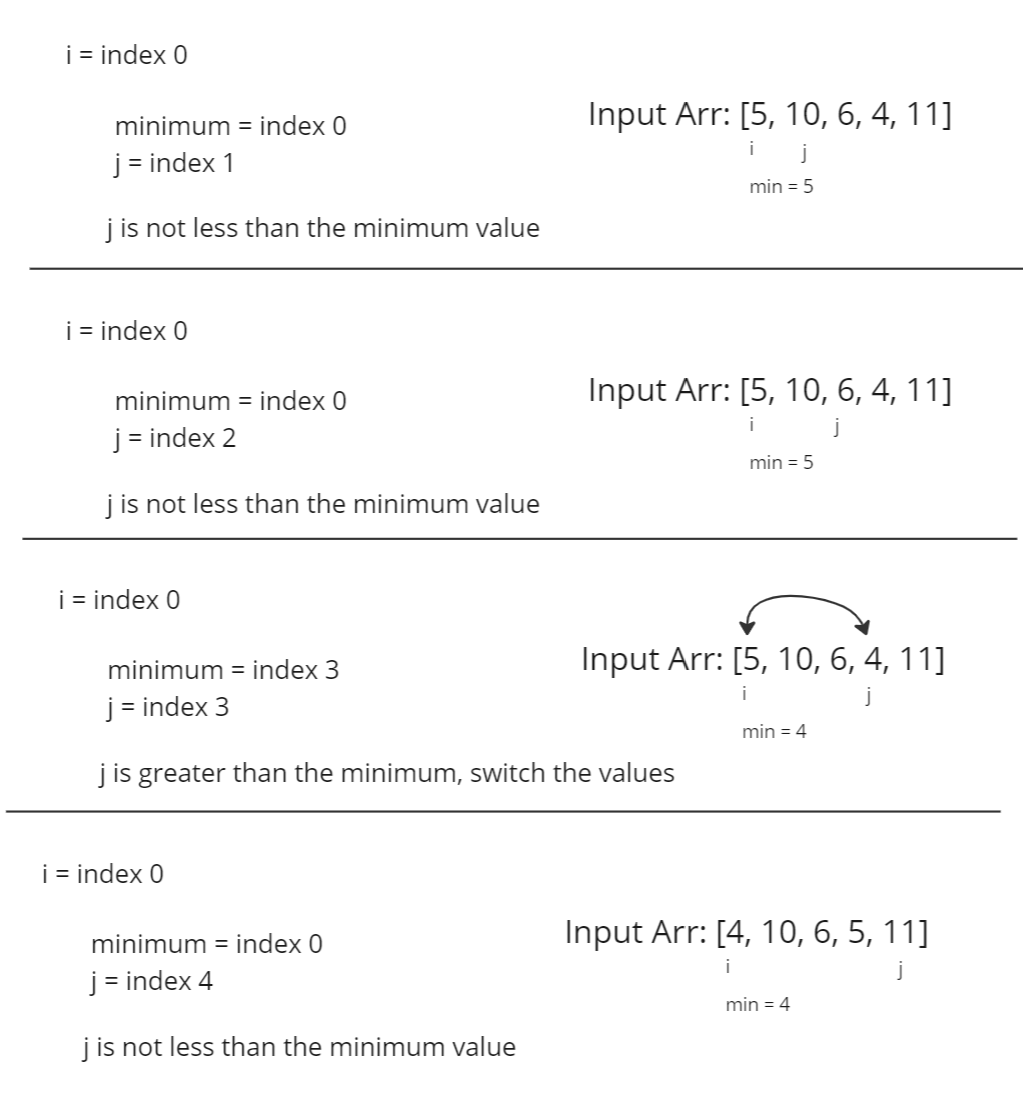 i = index 0
minimum = index 0
j = index 1
j is not less than the minimum value
Input Arr: [5, 10, 6, 4, 11]
i j
min = 5
i = index 0
minimum = index 0
j = index 2
j is not less than the minimum value
Input Arr: [5, 10, 6, 4, 11]
i j
min = 5
i = index 0
minimum = index 3
j = index 3
j is greater than the minimum, switch the values
Input Arr: [5, 10, 6, 4, 11]
i j
min = 4
i = index 0
minimum = index 0
j = index 4
j is not less than the minimum value
Input Arr: [4, 10, 6, 5, 11]
i j
min = 4